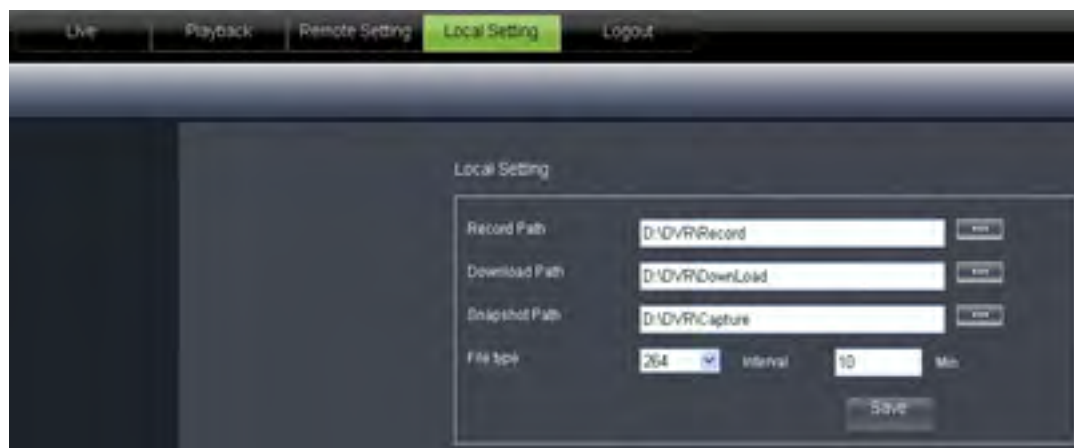 Live Playback Remote Setting Local Setting Logout
Local Setting
Record Path D:\DVR\Record
Download Path D:\DVR\DownLoad
Snapshot Path D:\DVR\Capture
File type 264 Interval 10 Min
Save